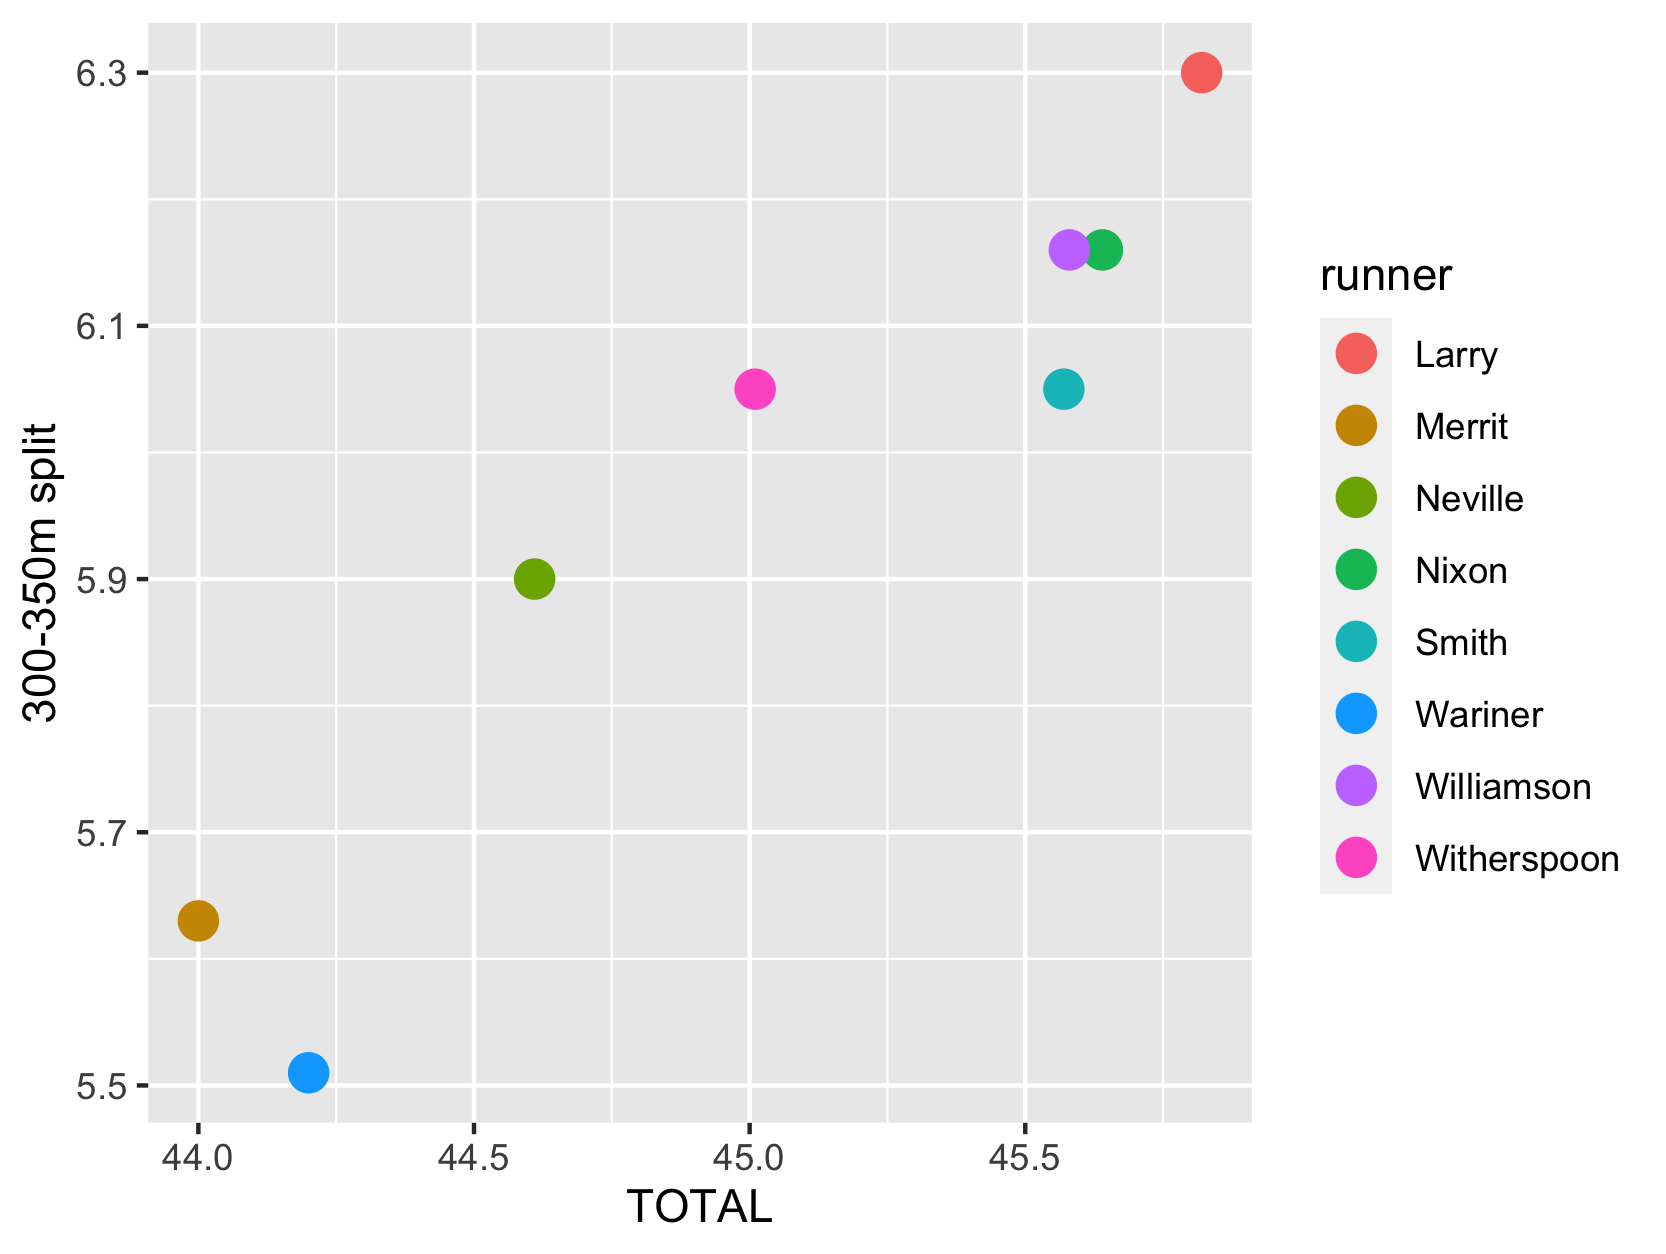 6.3
6.1
5.9
5.7
5.5
300-350m split
44.0 44.5 45.0 45.5
TOTAL
runner
Larry
Merrit
Neville
Nixon
Smith
Wariner
Williamson
Witherspoon